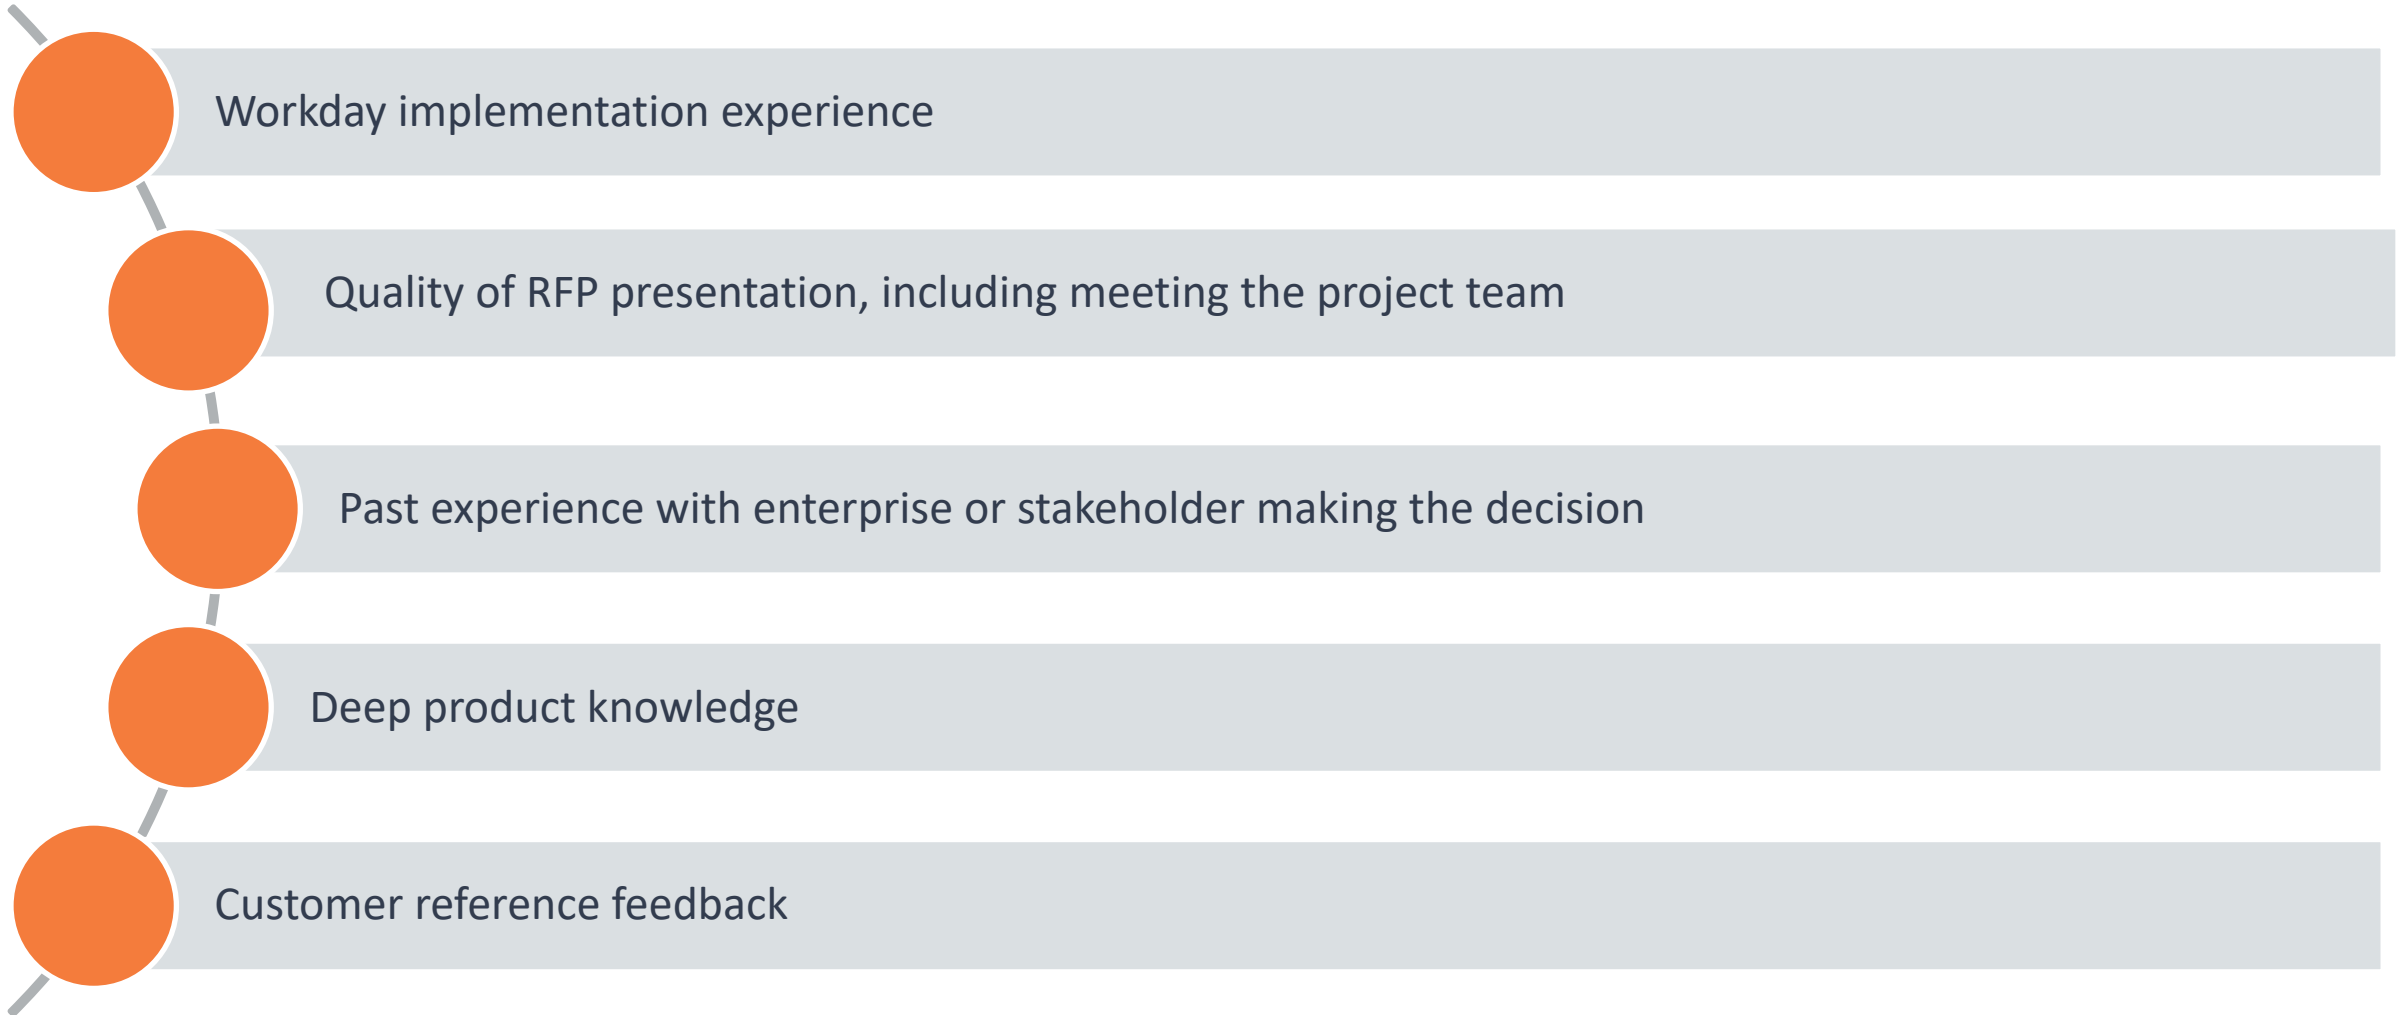 Workday implementation experience
Quality of RFP presentation, including meeting the project team
Past experience with enterprise or stakeholder making the decision
Deep product knowledge
Customer reference feedback